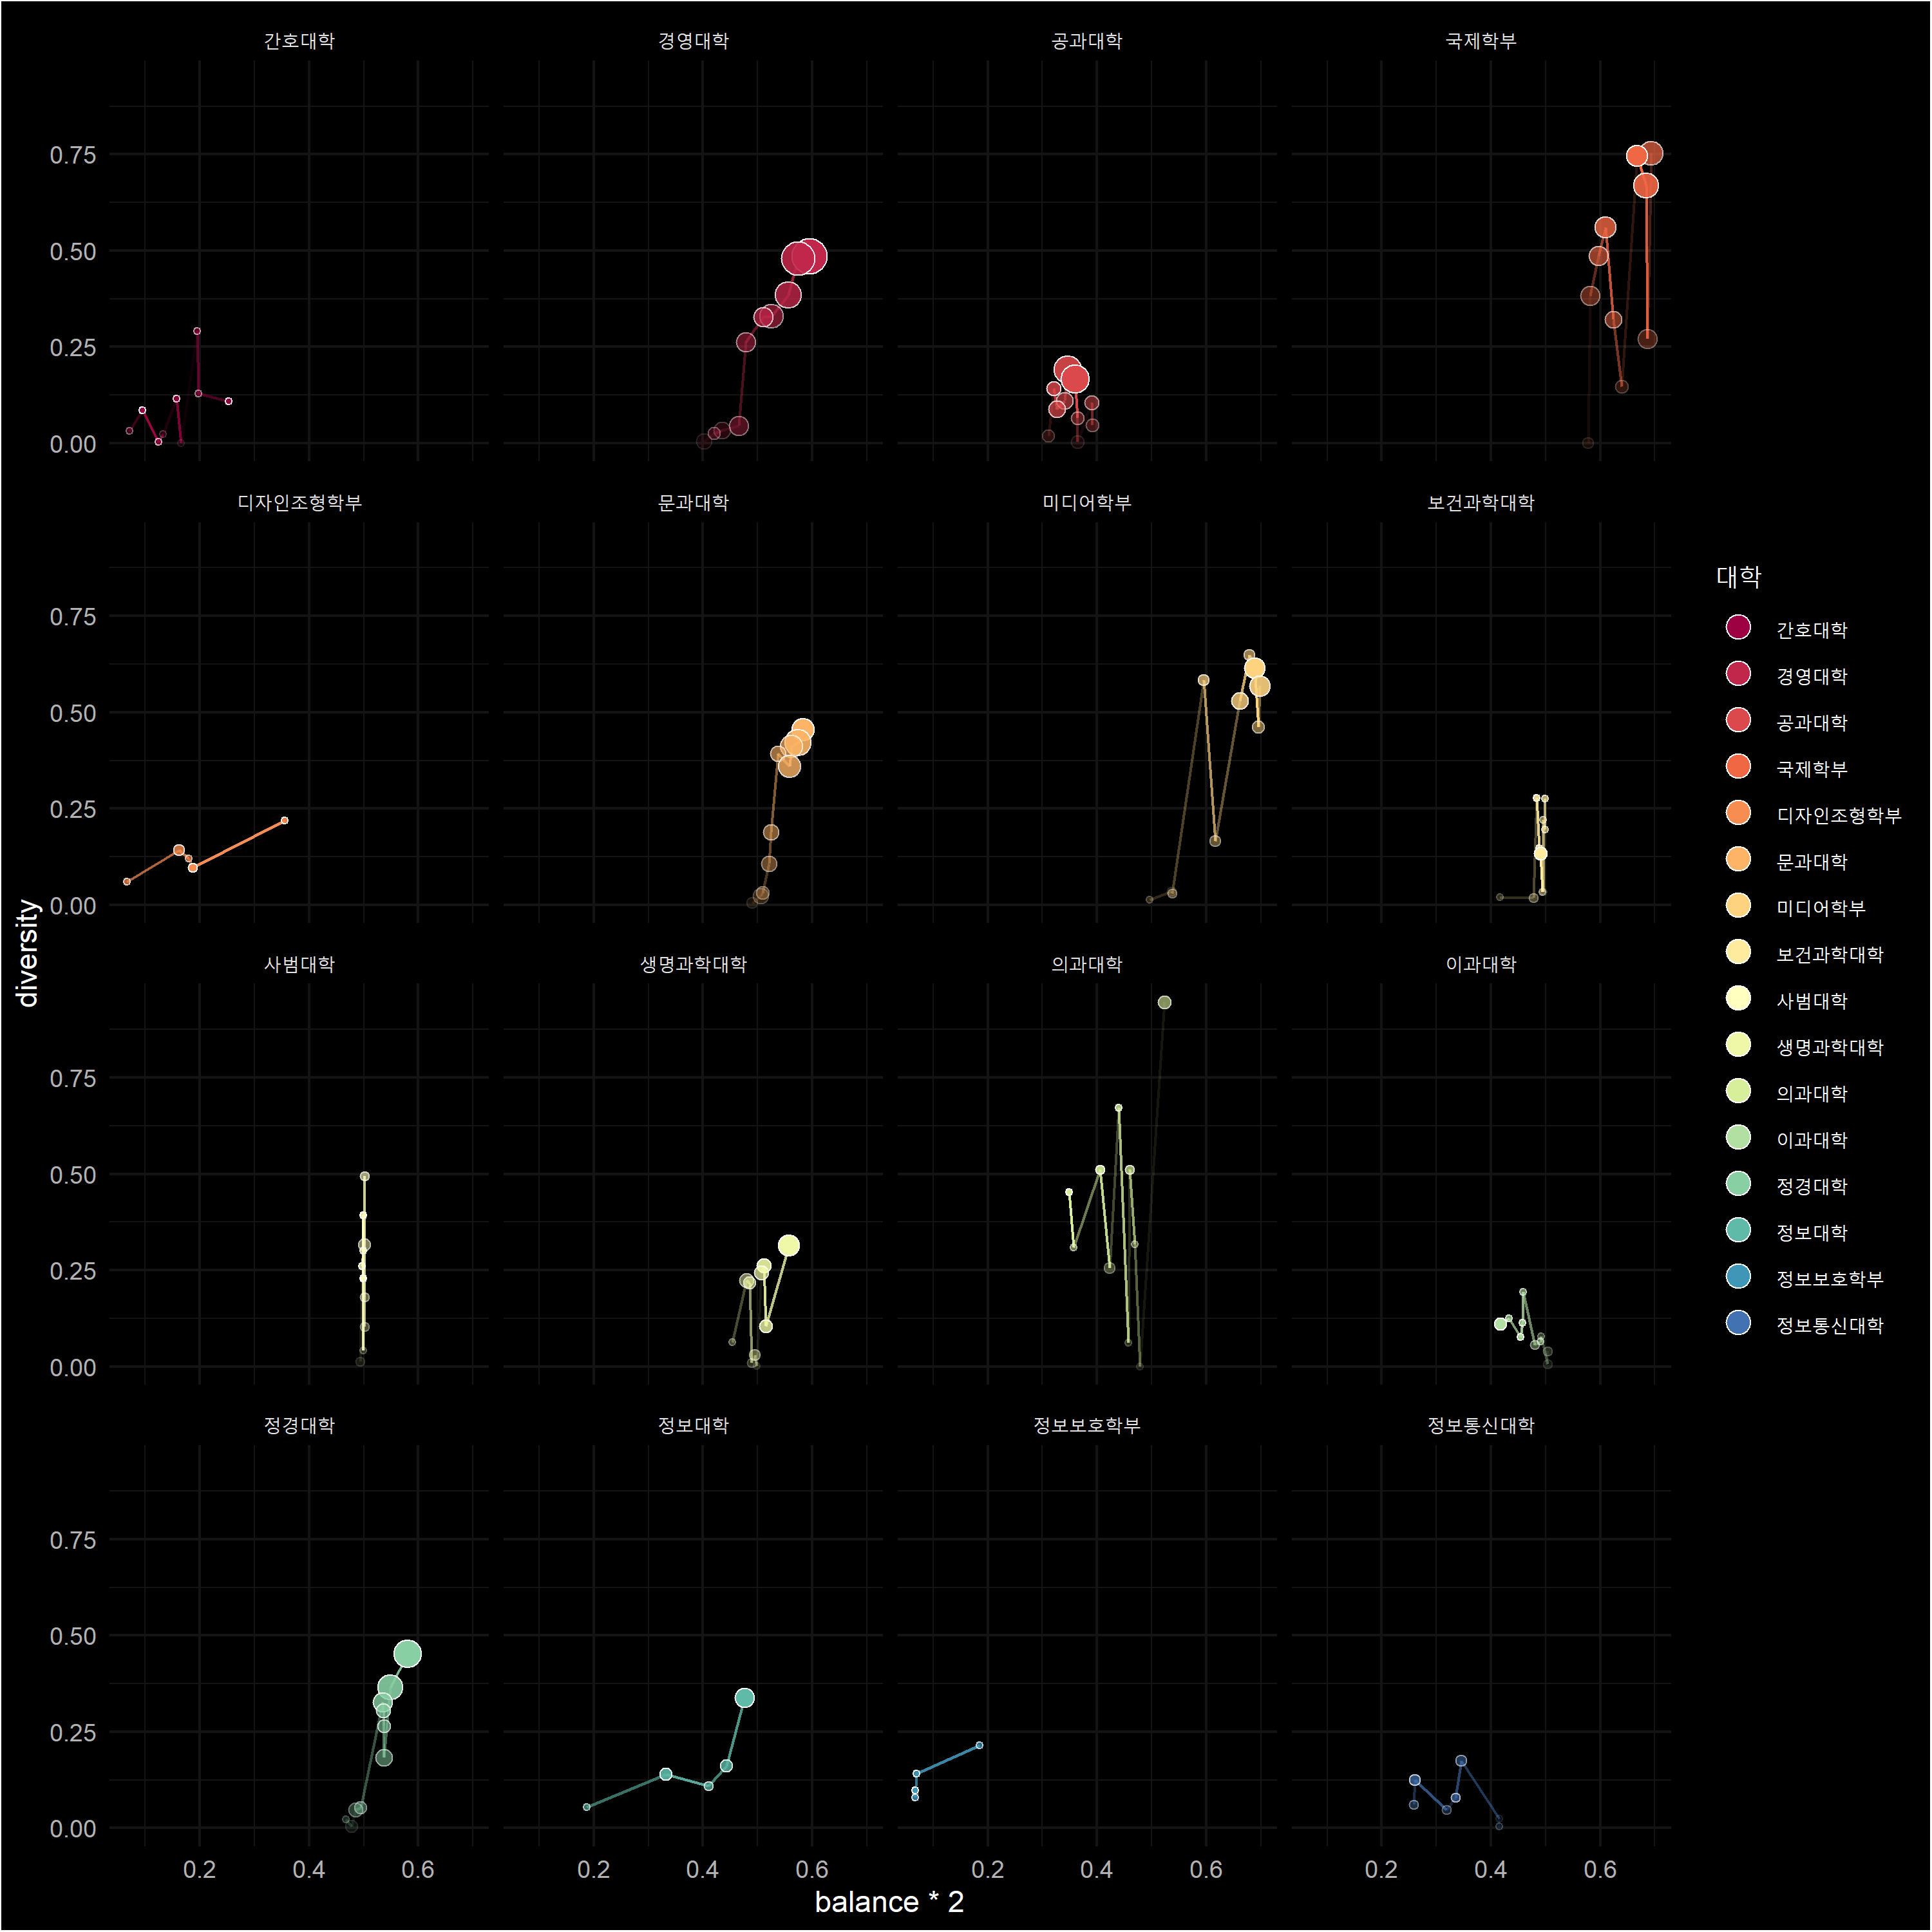 간호대학
경영대학
공과대학
국제학부
0.75
0.50
0.25
0.00
디자인조형학부
문과대학
미디어학부
보건과학대학
0.75
0.50
0.25
0.00
사범대학
생명과학대학
의과대학
이과대학
0.75
0.50
0.25
0.00
정경대학
정보대학
정보보호학부
정보통신대학
0.75
0.50
0.25
0.00
0.2 0.4 0.6
0.2 0.4 0.6
0.2 0.4 0.6
0.2 0.4 0.6
balance * 2
diversity
대학
간호대학
경영대학
공과대학
국제학부
디자인조형학부
문과대학
미디어학부
보건과학대학
사범대학
생명과학대학
의과대학
이과대학
정경대학
정보대학
정보보호학부
정보통신대학